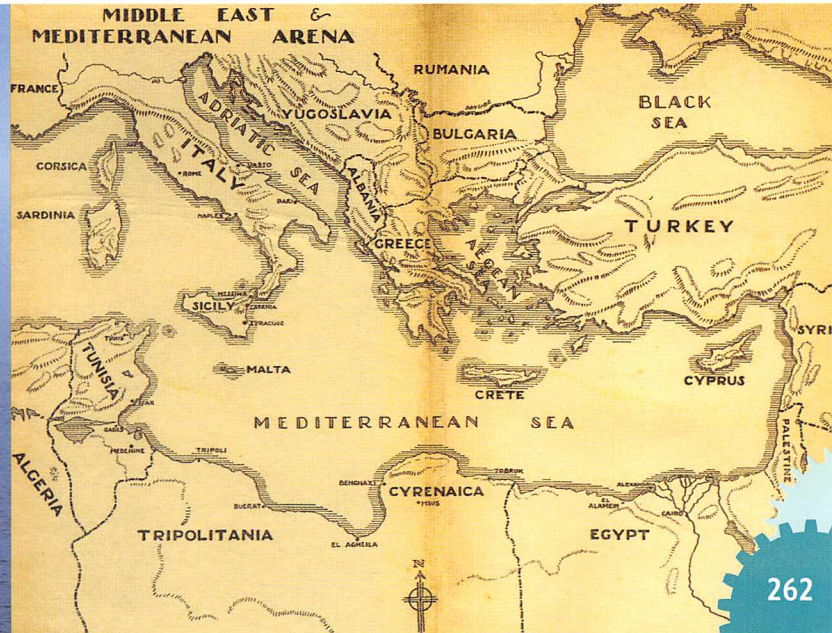 MIDDLE EAST &
MEDITERRANEAN ARENA
RUMANIA
FRANCE
BLACK
SEA
DANUBE
ADRIATIC SEA
YUGOSLAVIA
BULGARIA
CORSICA
ITALY
ROME
VASTO
BARI
ALBANIA
SARDINIA
NAPLES
TURKEY
GREECE
AEGEAN
SEA
MESSINA
SICILY
CATANIA
SYRACUSE
SYRI
TUNIS
TUNISIA
MALTA
CYPRUS
CRETE
SFAX
MEDITERRANEAN SEA
GABES
MEDENINE
PALESTINE
ALGERIA
TRIPOLI
BENGHAZI
TOBRUK
CYRENAICA
MSUS
EL
ALAMEIN
CAIRO
BUERAT
TRIPOLITANIA
EL AGHEILA
EGYPT
N
262